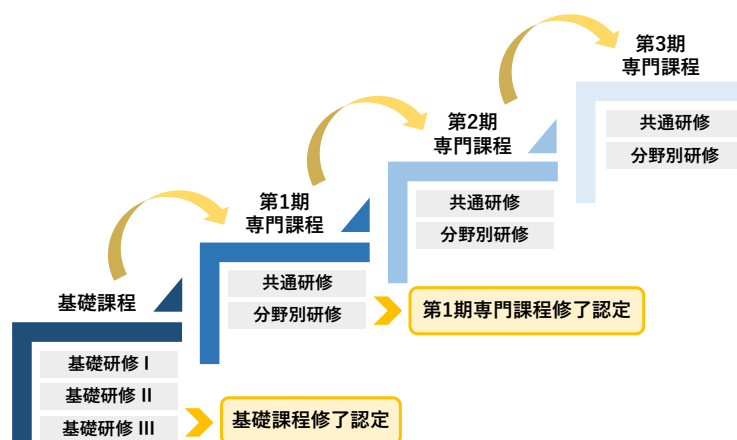 第3期
専門課程
共通研修
分野別研修
第2期
専門課程
共通研修
分野別研修
第1期
専門課程
共通研修
分野別研修
第1期専門課程修了認定
基礎課程
基礎研修 I
基礎研修 II
基礎研修 III
基礎課程修了認定